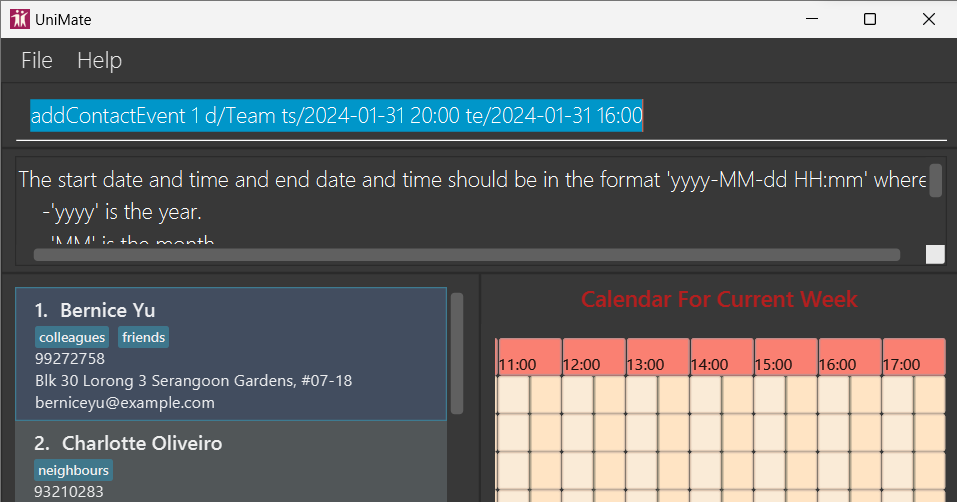 UniMate
File Help
addContactEvent 1 d/Team ts/2024-01-31 20:00 te/2024-01-31 16:00
The start date and time and end date and time should be in the format 'yyyy-MM-dd HH:mm' where
-'yyyy' is the year.
-'MM' is the month
1. Bernice Yu
colleagues friends
99272758
Blk 30 Lorong 3 Serangoon Gardens, #07-18
berniceyu@example.com
2. Charlotte Oliveiro
neighbours
93210283
Calendar For Current Week
11:00 12:00 13:00 14:00 15:00 16:00 17:00